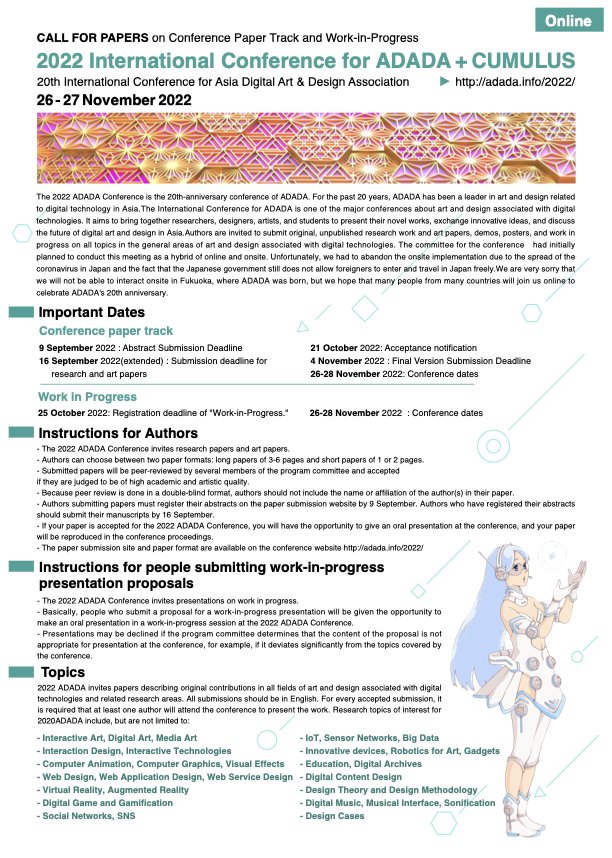 Online
CALL FOR PAPERS on Conference Paper Track and Work-in-Progress
2022 International Conference for ADADA + CUMULUS
20th International Conference for Asia Digital Art & Design Association ▶ http://adada.info/2022/
26 - 27 November 2022
The 2022 ADADA Conference is the 20th-anniversary conference of ADADA. For the past 20 years, ADADA has been a leader in art and design related
to digital technology in Asia.The International Conference for ADADA is one of the major conferences about art and design associated with digital
technologies. It aims to bring together researchers, designers, artists, and students to present their novel works, exchange innovative ideas, and discuss
the future of digital art and design in Asia.Authors are invited to submit original, unpublished research work and art papers, demos, posters, and work in
progress on all topics in the general areas of art and design associated with digital technologies. The committee for the conference had initially
planned to conduct this meeting as a hybrid of online and onsite. Unfortunately, we had to abandon the onsite implementation due to the spread of the
coronavirus in Japan and the fact that the Japanese government still does not allow foreigners to enter and travel in Japan freely.We are very sorry that
we will not be able to interact onsite in Fukuoka, where ADADA was born, but we hope that many people from many countries will join us online to
celebrate ADADA's 20th anniversary.
Important Dates
Conference paper track
9 September 2022 : Abstract Submission Deadline
16 September 2022(extended) : Submission deadline for
research and art papers
21 October 2022: Acceptance notification
4 November 2022 : Final Version Submission Deadline
26-28 November 2022: Conference dates
Work in Progress
25 October 2022: Registration deadline of "Work-in-Progress."
26-28 November 2022 : Conference dates
Instructions for Authors
- The 2022 ADADA Conference invites research papers and art papers.
- Authors can choose between two paper formats: long papers of 3-6 pages and short papers of 1 or 2 pages.
- Submitted papers will be peer-reviewed by several members of the program committee and accepted
if they are judged to be of high academic and artistic quality.
- Because peer review is done in a double-blind format, authors should not include the name or affiliation of the author(s) in their paper.
- Authors submitting papers must register their abstracts on the paper submission website by 9 September. Authors who have registered their abstracts
should submit their manuscripts by 16 September.
- If your paper is accepted for the 2022 ADADA Conference, you will have the opportunity to give an oral presentation at the conference, and your paper
will be reproduced in the conference proceedings.
- The paper submission site and paper format are available on the conference website http://adada.info/2022/
Instructions for people submitting work-in-progress
presentation proposals
- The 2022 ADADA Conference invites presentations on work in progress.
- Basically, people who submit a proposal for a work-in-progress presentation will be given the opportunity to
make an oral presentation in a work-in-progress session at the 2022 ADADA Conference.
- Presentations may be declined if the program committee determines that the content of the proposal is not
appropriate for presentation at the conference, for example, if it deviates significantly from the topics covered by
the conference.
Topics
2022 ADADA invites papers describing original contributions in all fields of art and design associated with digital
technologies and related research areas. All submissions should be in English. For every accepted submission, it
is required that at least one author will attend the conference to present the work. Research topics of interest for
2020ADADA include, but are not limited to:
- Interactive Art, Digital Art, Media Art
- Interaction Design, Interactive Technologies
- Computer Animation, Computer Graphics, Visual Effects
- Web Design, Web Application Design, Web Service Design
- Virtual Reality, Augmented Reality
- Digital Game and Gamification
- Social Networks, SNS
- IoT, Sensor Networks, Big Data
- Innovative devices, Robotics for Art, Gadgets
- Education, Digital Archives
- Digital Content Design
- Design Theory and Design Methodology
- Digital Music, Musical Interface, Sonification
- Design Cases